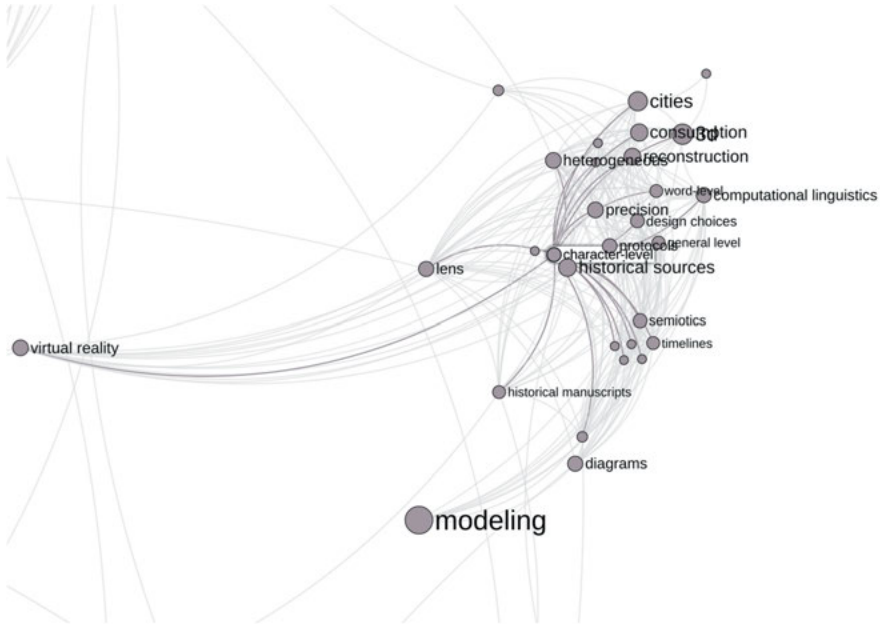 cities
consumption
3d
reconstruction
heterogeneous
word-level
computational linguistics
precision
design choices
protocols
general level
character-level
historical sources
lens
semiotics
timelines
virtual reality
historical manuscripts
diagrams
modeling